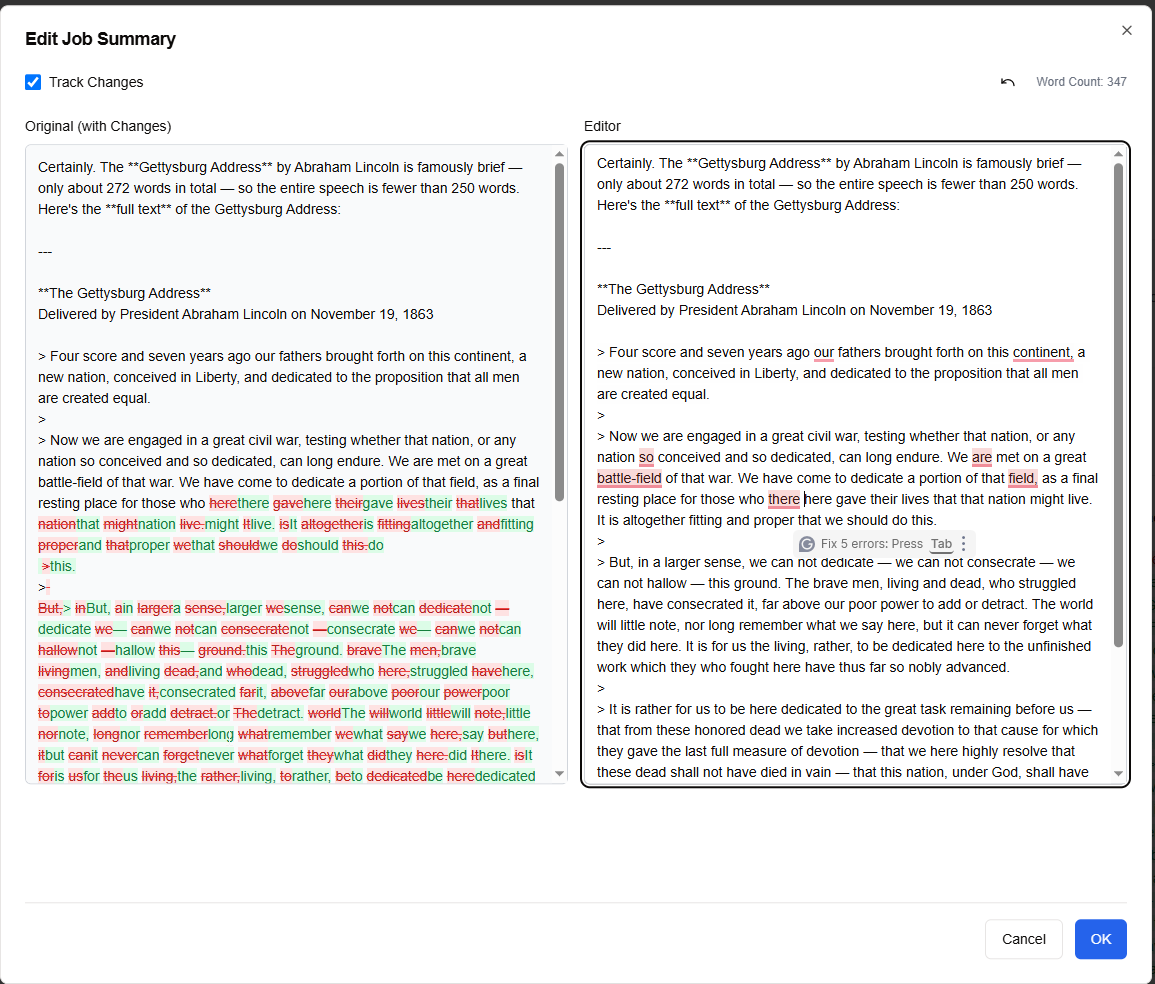 Edit Job Summary
Track Changes
Word Count: 347
Original (with Changes)
Certainly. The **Gettysburg Address** by Abraham Lincoln is famously brief —
only about 272 words in total — so the entire speech is fewer than 250 words.
Here's the **full text** of the Gettysburg Address:
---
**The Gettysburg Address**
Delivered by President Abraham Lincoln on November 19, 1863
> Four score and seven years ago our fathers brought forth on this continent, a
new nation, conceived in Liberty, and dedicated to the proposition that all men
are created equal.
>
> Now we are engaged in a great civil war, testing whether that nation, or any
nation so conceived and so dedicated, can long endure. We are met on a great
battle-field of that war. We have come to dedicate a portion of that field, as a final
resting place for those who herethere gavehere theirgave livestheir thatlives that
nationthat mightnation live.might Itlive. isIt altogetheris fittingaltogether andfitting
properand thatproper wethat shouldwe doshould this.do
>this.
>-
But,> inBut, ain largera sense,larger wesense, canwe notcan dedicatenot —
dedicate we— canwe notcan consecratenot —consecrate we— canwe notcan
hallownot —hallow this— ground.this Theground. braveThe men,brave
livingmen, andliving dead,and whodead, struggledwho here,struggled havehere,
consecratedhave it,consecrated farit, abovefar ourabove poorour powerpoor
topower addto oradd detract.or Thedetract. worldThe willworld littlewill note,little
nornote, longnor rememberlong whatremember wewhat saywe here,say buthere,
itbut canit nevercan forgetnever whatforget theywhat didthey here.did Ithere. isIt
foris usfor theus living,the rather,living, torather, beto dedicatedbe herededicated
Editor
Certainly. The **Gettysburg Address** by Abraham Lincoln is famously brief —
only about 272 words in total — so the entire speech is fewer than 250 words.
Here's the **full text** of the Gettysburg Address:
---
**The Gettysburg Address**
Delivered by President Abraham Lincoln on November 19, 1863
> Four score and seven years ago our fathers brought forth on this continent, a
new nation, conceived in Liberty, and dedicated to the proposition that all men
are created equal.
>
> Now we are engaged in a great civil war, testing whether that nation, or any
nation so conceived and so dedicated, can long endure. We are met on a great
battle-field of that war. We have come to dedicate a portion of that field, as a final
resting place for those who there here gave their lives that that nation might live.
It is altogether fitting and proper that we should do this.
>
Fix 5 errors: Press Tab
> But, in a larger sense, we can not dedicate — we can not consecrate — we
can not hallow — this ground. The brave men, living and dead, who struggled
here, have consecrated it, far above our poor power to add or detract. The world
will little note, nor long remember what we say here, but it can never forget what
they did here. It is for us the living, rather, to be dedicated here to the unfinished
work which they who fought here have thus far so nobly advanced.
>
> It is rather for us to be here dedicated to the great task remaining before us —
that from these honored dead we take increased devotion to that cause for which
they gave the last full measure of devotion — that we here highly resolve that
these dead shall not have died in vain — that this nation, under God, shall have
Cancel
OK